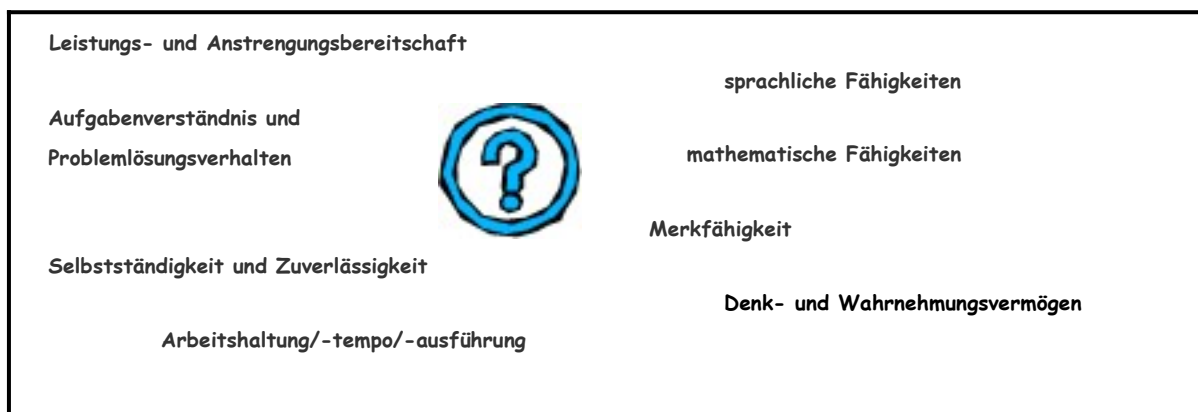 Leistungs- und Anstrengungsbereitschaft
sprachliche Fähigkeiten
Aufgabenverständnis und
Problemlösungsverhalten
mathematische Fähigkeiten
Merkfähigkeit
Selbstständigkeit und Zuverlässigkeit
Denk- und Wahrnehmungsvermögen
Arbeitshaltung/-tempo/-ausführung